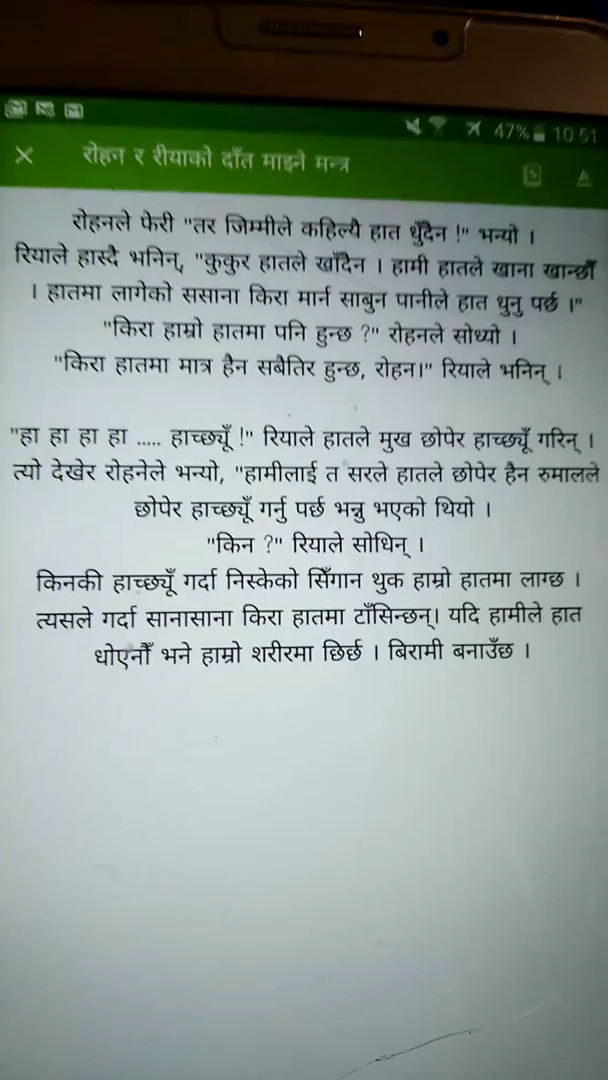 47% 10 51
रोहन र रीयाको दाँत माझ्ने मन्त्र
रोहनले फेरी "तर जिम्मीले कहिल्यै हात धुँदैन !" भन्यो ।
रियाले हास्दै भनिन्, "कुकुर हातले खाँदैन । हामी हातले खाना खान्छौँ
। हातमा लागेको ससाना किरा मार्न साबुन पानीले हात धुनु पर्छ ।"
"किरा हाम्रो हातमा पनि हुन्छ ?" रोहनले सोध्यो ।
"किरा हातमा मात्र हैन सबैतिर हुन्छ, रोहन।" रियाले भनिन् ।
"हा हा हा हा ..... हाच्छ्यूँ !" रियाले हातले मुख छोपेर हाच्छ्यूँ गरिन् ।
त्यो देखेर रोहनेले भन्यो, "हामीलाई त सरले हातले छोपेर हैन रुमालले
छोपेर हाच्छ्यूँ गर्नु पर्छ भन्नु भएको थियो ।
"किन ?" रियाले सोधिन् ।
किनकी हाच्छ्यूँ गर्दा निस्केको सिँगान थुक हाम्रो हातमा लाग्छ ।
त्यसले गर्दा सानासाना किरा हातमा टाँसिन्छन्। यदि हामीले हात
धोएनौँ भने हाम्रो शरीरमा छिर्छ । बिरामी बनाउँछ ।